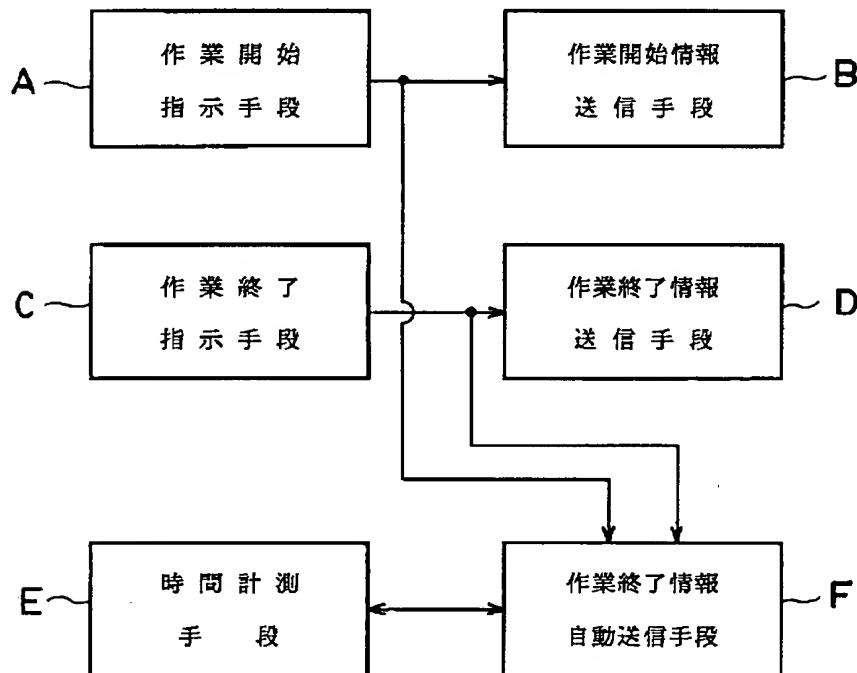 A
作業開始
指示手段
作業開始情報
送信手段
B
C
作業終了
指示手段
作業終了情報
送信手段
D
E
時間計測
手段
作業終了情報
自動送信手段
F